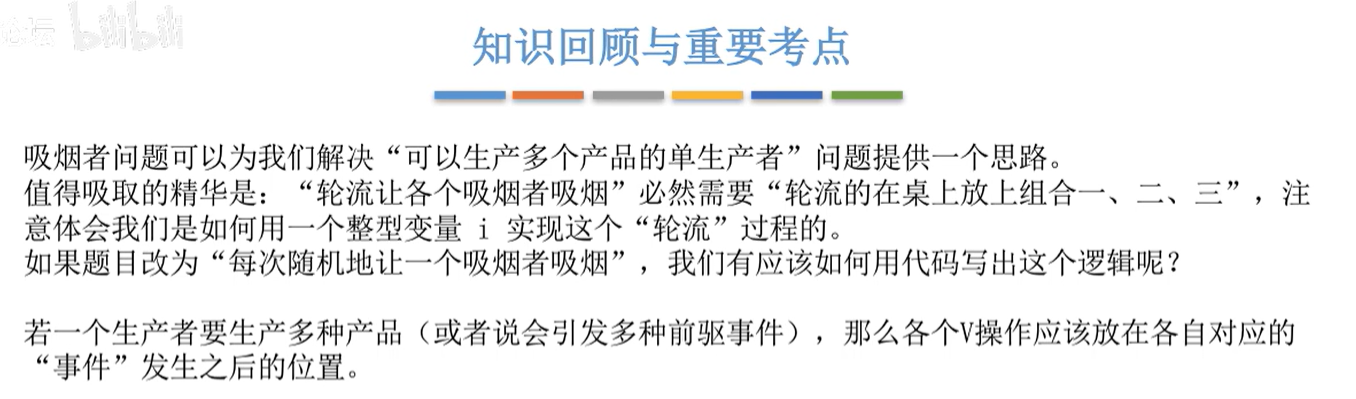 论坛 bilibili
知识回顾与重要考点
吸烟者问题可以为我们解决“可以生产多个产品的单生产者”问题提供一个思路。
值得吸取的精华是：“轮流让各个吸烟者吸烟”必然需要“轮流的在桌上放上组合一、二、三”，注
意体会我们是如何用一个整型变量 i 实现这个“轮流”过程的。
如果题目改为“每次随机地让一个吸烟者吸烟”，我们有应该如何用代码写出这个逻辑呢？
若一个生产者要生产多种产品（或者说会引发多种前驱事件），那么各个V操作应该放在各自对应的
“事件”发生之后的位置。